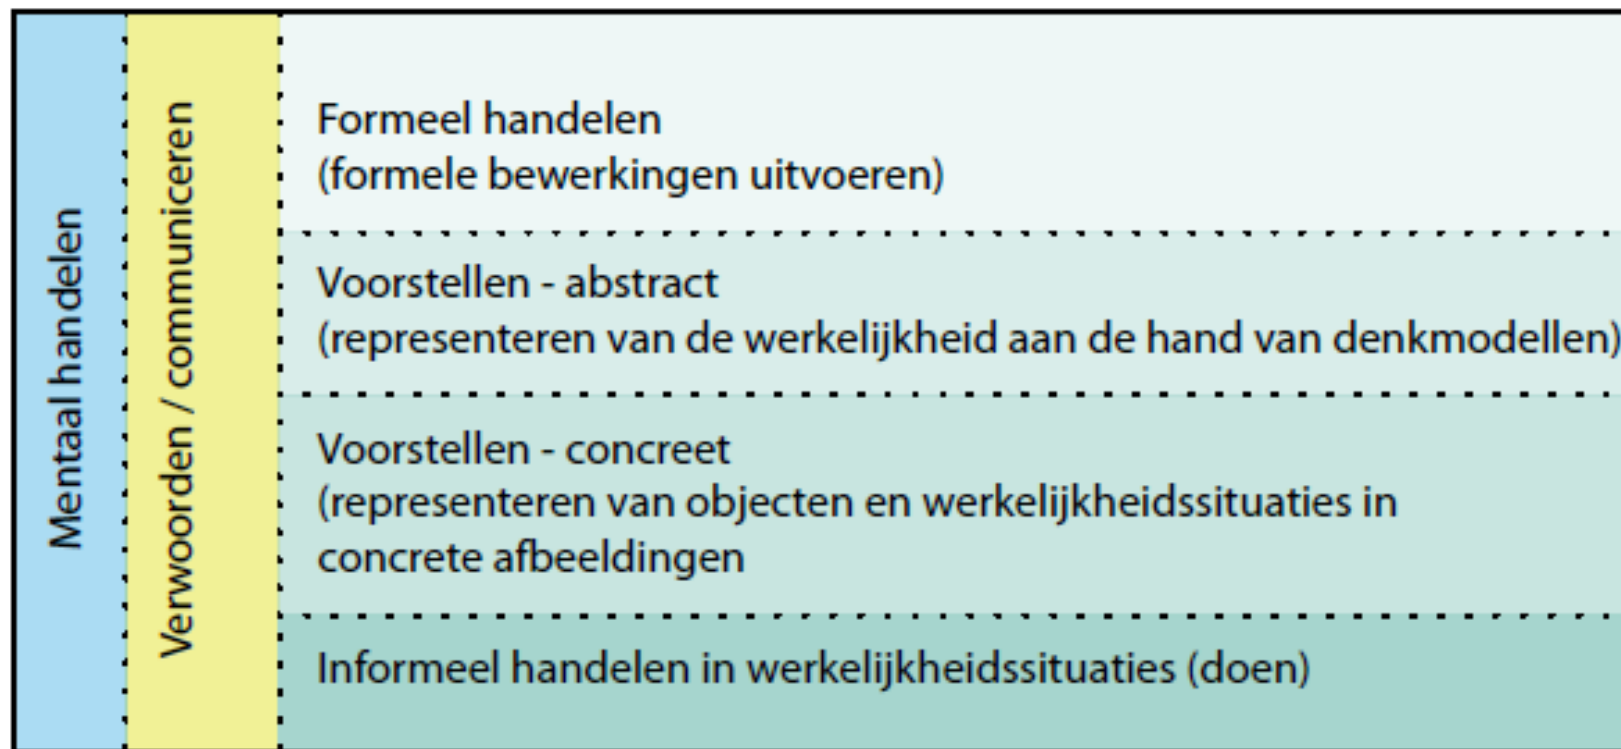 Mentaal handelen
Verwoorden / communiceren
Formeel handelen
(formele bewerkingen uitvoeren)
Voorstellen - abstract
(representeren van de werkelijkheid aan de hand van denkmodellen)
Voorstellen - concreet
(representeren van objecten en werkelijkheidssituaties in
concrete afbeeldingen
Informeel handelen in werkelijkheidssituaties (doen)